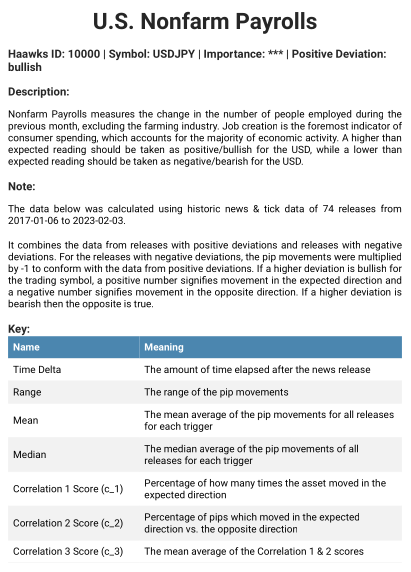 U.S. Nonfarm Payrolls
Haawks ID: 10000 | Symbol: USDJPY | Importance: *** | Positive Deviation:
bullish
Description:
Nonfarm Payrolls measures the change in the number of people employed during the
previous month, excluding the farming industry. Job creation is the foremost indicator of
consumer spending, which accounts for the majority of economic activity. A higher than
expected reading should be taken as positive/bullish for the USD, while a lower than
expected reading should be taken as negative/bearish for the USD.
Note:
The data below was calculated using historic news & tick data of 74 releases from
2017-01-06 to 2023-02-03.
It combines the data from releases with positive deviations and releases with negative
deviations. For the releases with negative deviations, the pip movements were multiplied
by -1 to conform with the data from positive deviations. If a higher deviation is bullish for
the trading symbol, a positive number signifies movement in the expected direction and
a negative number signifies movement in the opposite direction. If a higher deviation is
bearish then the opposite is true.
Key:
Name Meaning
Time Delta The amount of time elapsed after the news release
Range The range of the pip movements
Mean The mean average of the pip movements for all releases
for each trigger
Median The median average of the pip movements of all
releases for each trigger
Correlation 1 Score (c_1) Percentage of how many times the asset moved in the
expected direction
Correlation 2 Score (c_2) Percentage of pips which moved in the expected
direction vs. the opposite direction
Correlation 3 Score (c_3) The mean average of the Correlation 1 & 2 scores